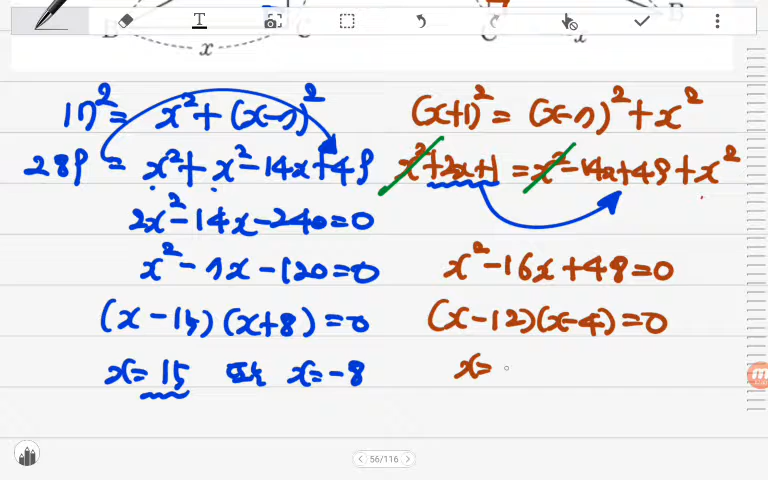 x
x
B
17² = x² + (x-7)²
289 = x² + x² - 14x + 49
2x² - 14x - 240 = 0
x² - 7x - 120 = 0
(x - 15) (x + 8) = 0
x = 15 x = -8
(x+1)² = (x-7)² + x²
x² + 2x + 1 = x² - 14x + 49 + x²
x² - 16x + 48 = 0
(x - 12)(x - 4) = 0
x =
56/116